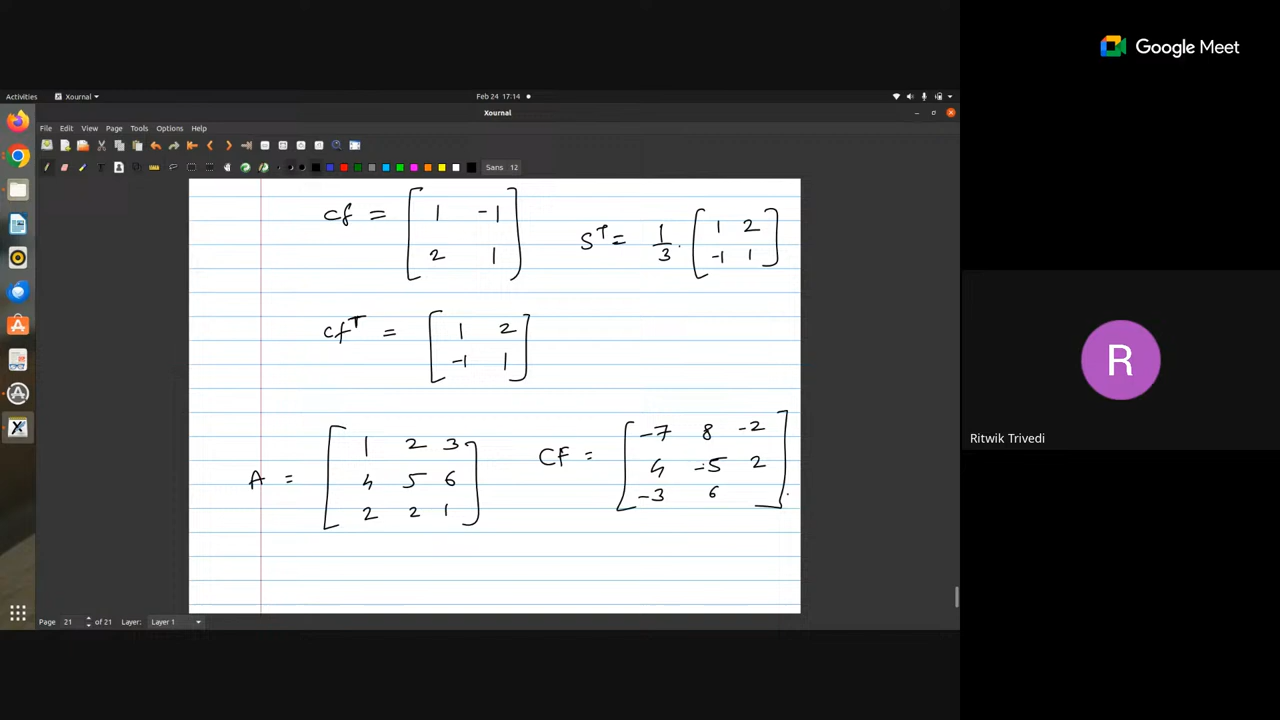 Google Meet
Activities
Xournal
Feb 24 17:14
Xournal
File Edit View Page Tools Options Help
Sans 12
cf = [ 1 -1
2 1 ]
S^T = 1/3 . [ 1 2
-1 1 ]
cf^T = [ 1 2
-1 1 ]
A = [ 1 2 3
4 5 6
2 2 1 ]
CF = [ -7 8 -2
4 -5 2
-3 6 ]
R
Ritwik Trivedi
Page 21 of 21 Layer: Layer 1